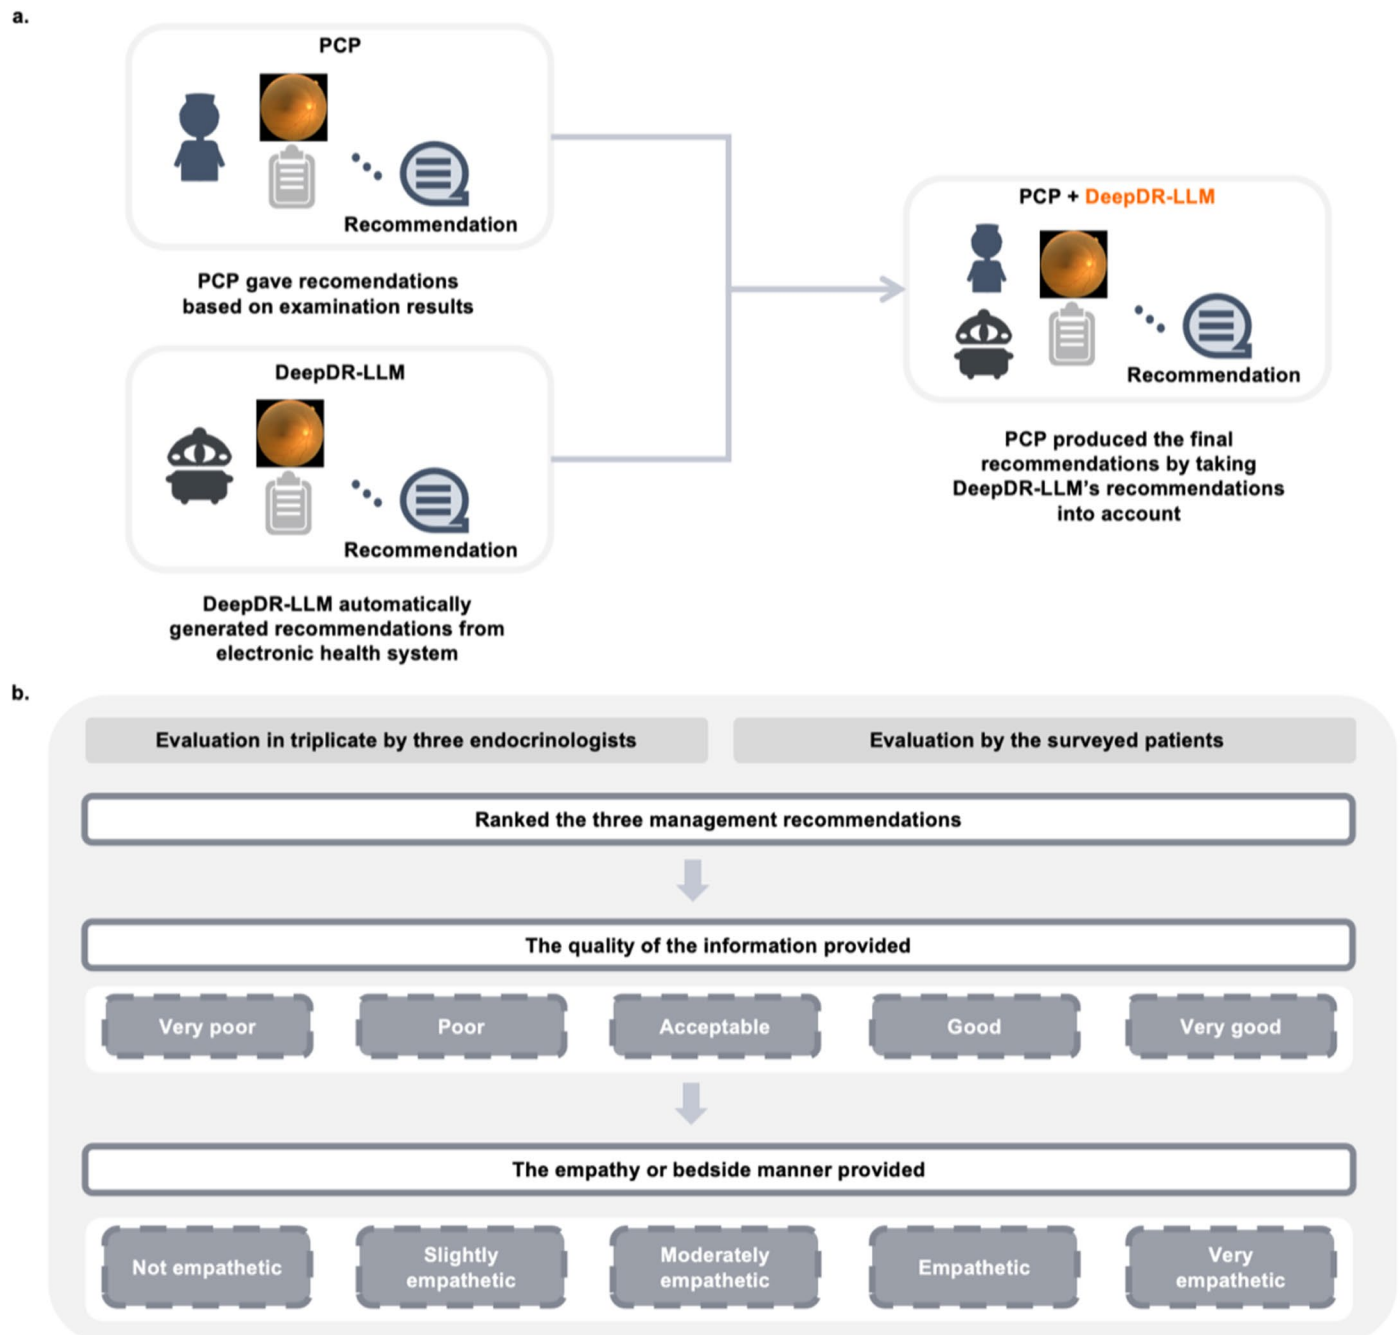 a.
PCP
Recommendation
PCP gave recomendations
based on examination results
DeepDR-LLM
Recommendation
DeepDR-LLM automatically
generated recommendations from
electronic health system
PCP + DeepDR-LLM
Recommendation
PCP produced the final
recommendations by taking
DeepDR-LLM's recommendations
into account
b.
Evaluation in triplicate by three endocrinologists
Evaluation by the surveyed patients
Ranked the three management recommendations
The quality of the information provided
Very poor
Poor
Acceptable
Good
Very good
The empathy or bedside manner provided
Not empathetic
Slightly
empathetic
Moderately
empathetic
Empathetic
Very
empathetic